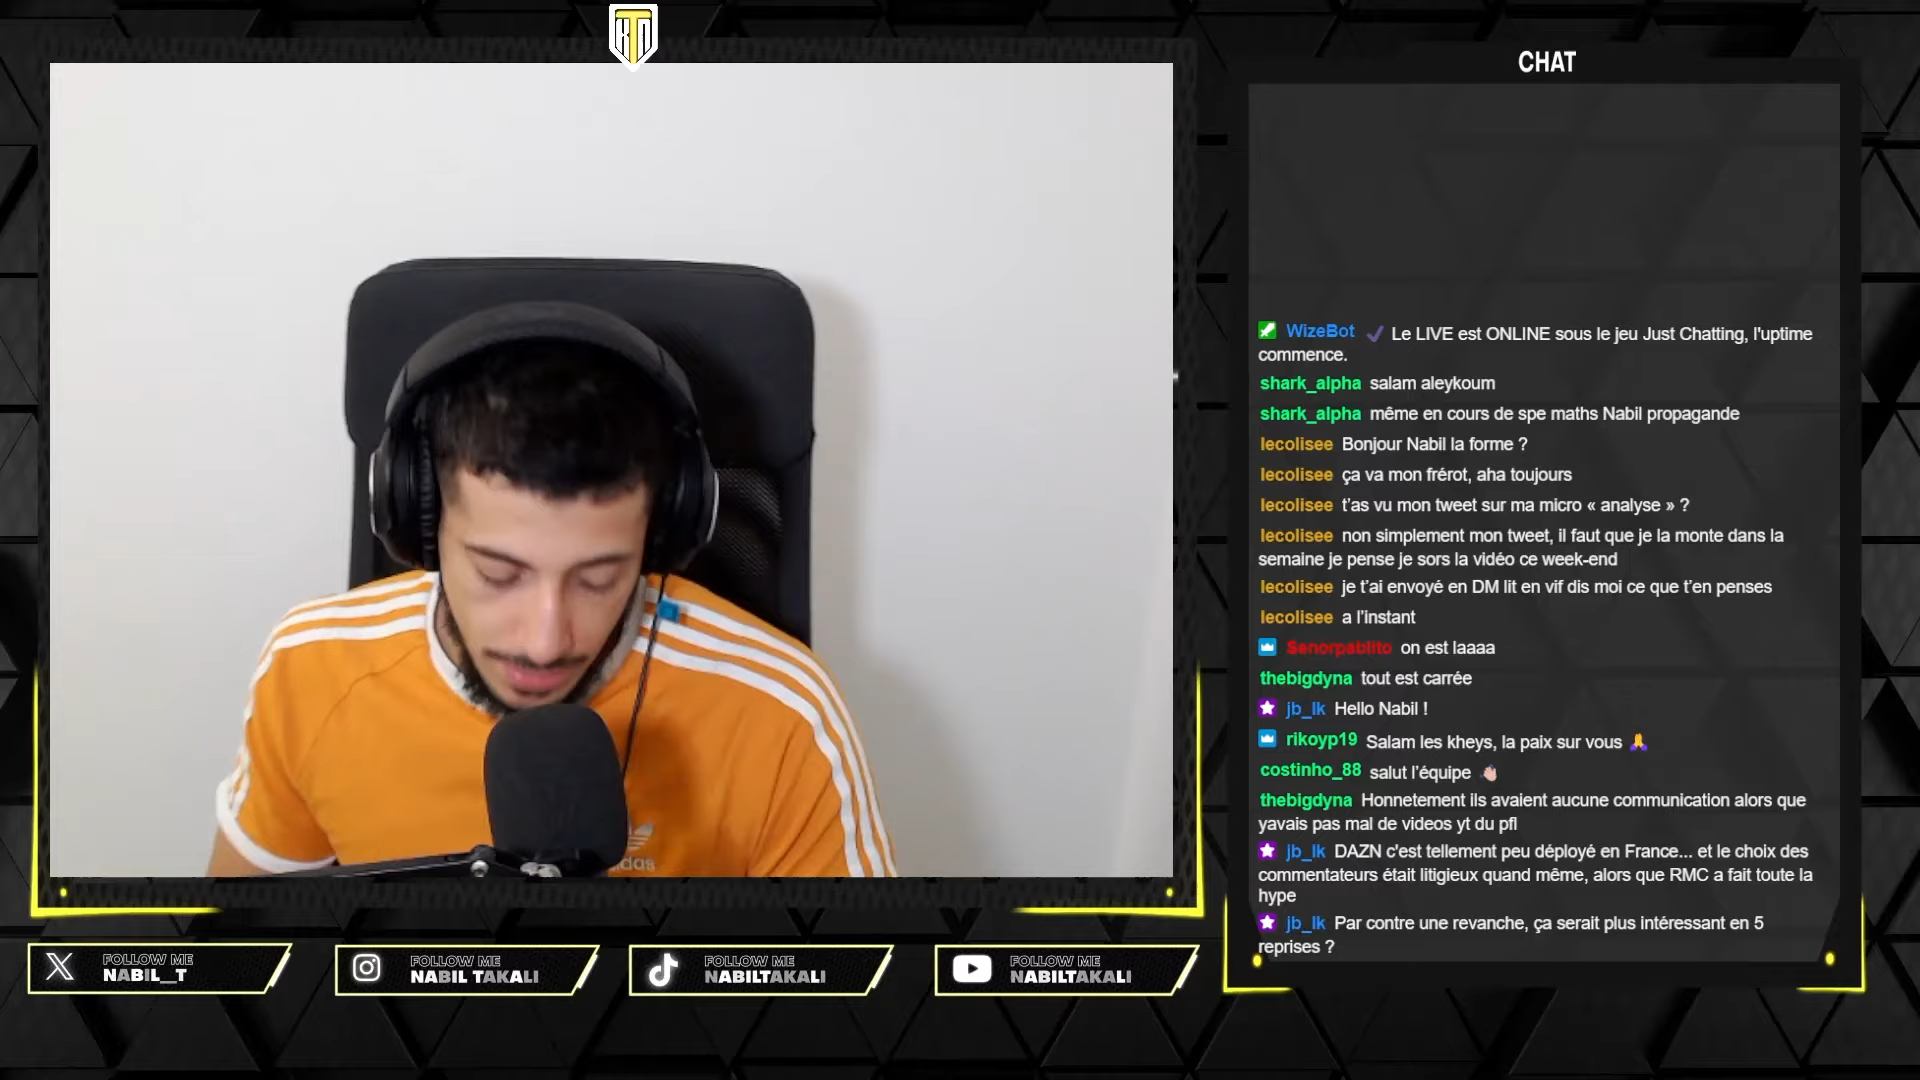 KTN
CHAT
WizeBot Le LIVE est ONLINE sous le jeu Just Chatting, l'uptime
commence.
shark_alpha salam aleykoum
shark_alpha même en cours de spe maths Nabil propagande
lecolisee Bonjour Nabil la forme ?
lecolisee ça va mon frérot, aha toujours
lecolisee t'as vu mon tweet sur ma micro « analyse » ?
lecolisee non simplement mon tweet, il faut que je la monte dans la
semaine je pense je sors la vidéo ce week-end
lecolisee je t'ai envoyé en DM lit en vif dis moi ce que t'en penses
lecolisee a l'instant
Senorpablito on est laaaa
thebigdyna tout est carrée
jb_lk Hello Nabil !
rikoyp19 Salam les kheys, la paix sur vous
costinho_88 salut l'équipe
thebigdyna Honnetement ils avaient aucune communication alors que
yavais pas mal de videos yt du pfl
jb_lk DAZN c'est tellement peu déployé en France... et le choix des
commentateurs était litigieux quand même, alors que RMC a fait toute la
hype
jb_lk Par contre une revanche, ça serait plus intéressant en 5
reprises ?
FOLLOW ME
NABIL__T
FOLLOW ME
NABIL TAKALI
FOLLOW ME
NABILTAKALI
FOLLOW ME
NABILTAKALI